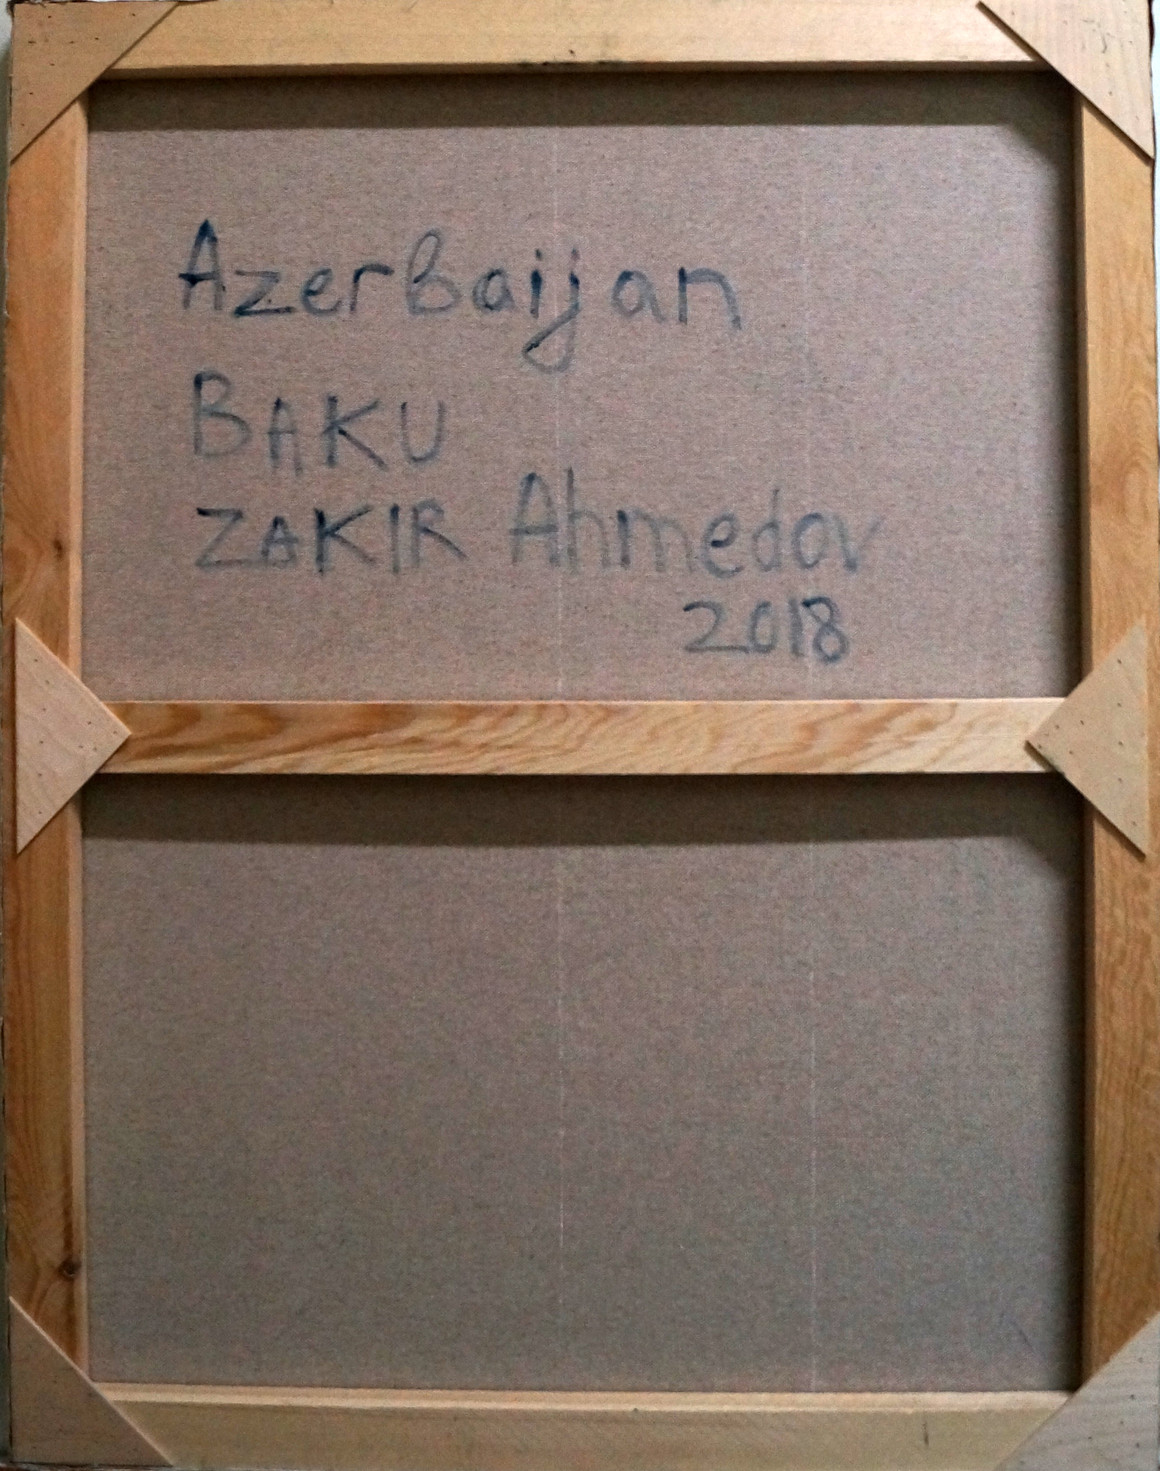 AzerBaijan
BAKU
ZAKIR Ahmedov
2018